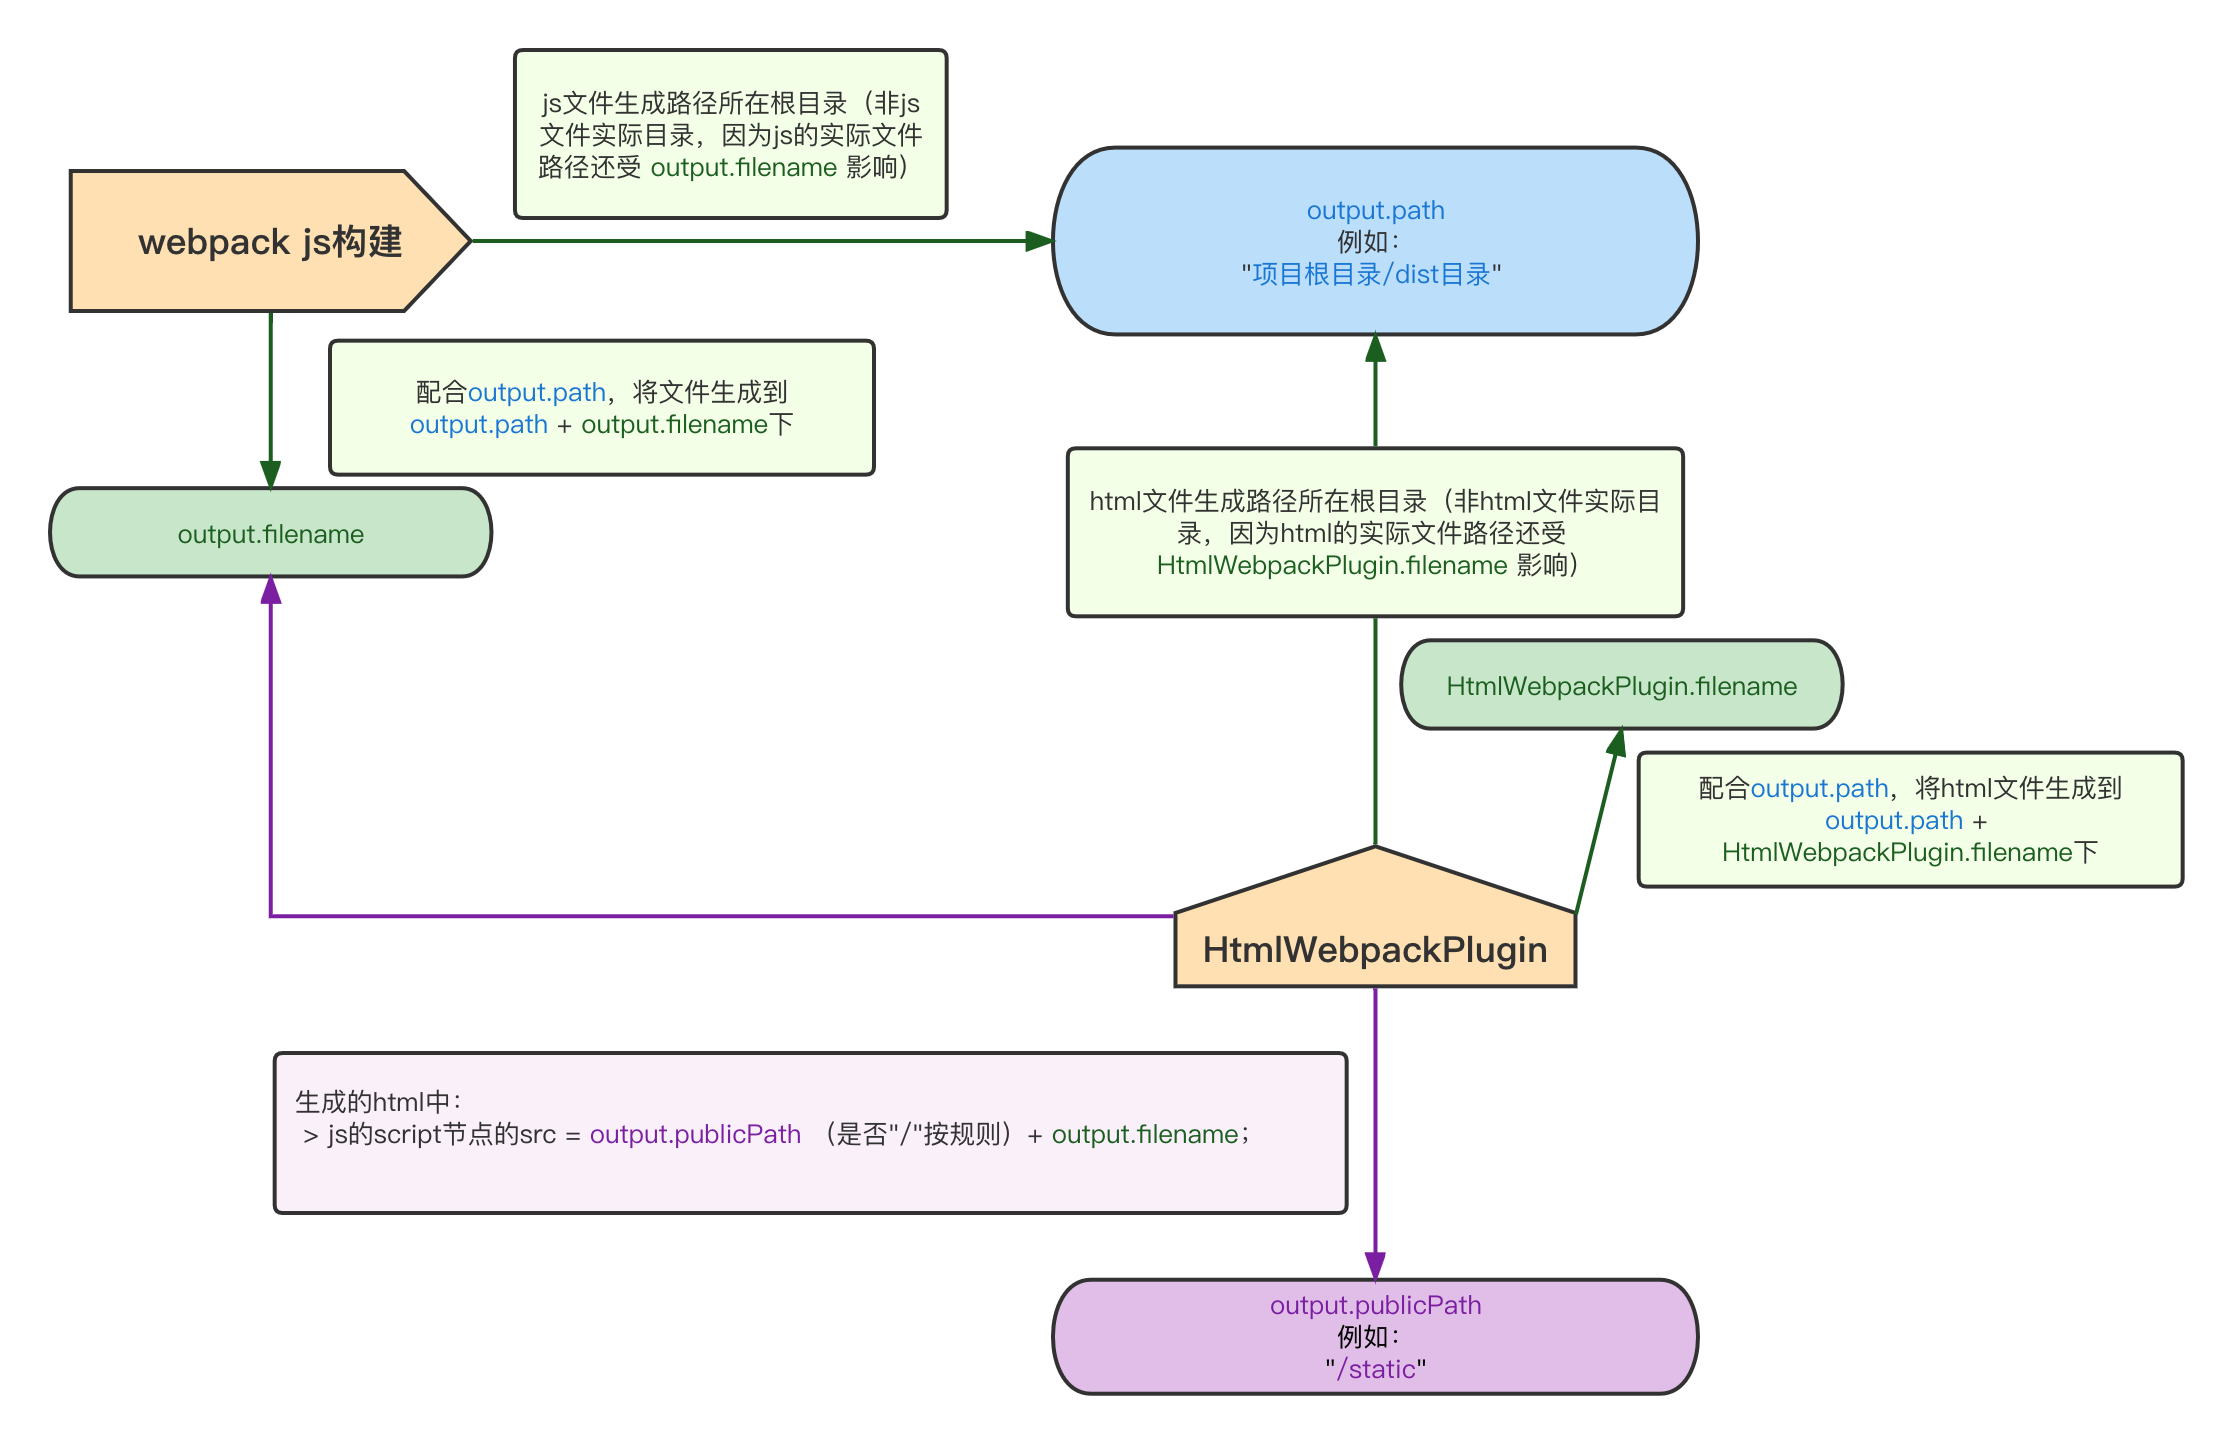 js文件生成路径所在根目录（非js
文件实际目录，因为js的实际文件
路径还受 output.filename 影响）
webpack js构建
output.path
例如：
"项目根目录/dist目录"
配合output.path，将文件生成到
output.path + output.filename下
output.filename
html文件生成路径所在根目录（非html文件实际目
录，因为html的实际文件路径还受
HtmlWebpackPlugin.filename 影响）
HtmlWebpackPlugin.filename
配合output.path，将html文件生成到
output.path +
HtmlWebpackPlugin.filename下
HtmlWebpackPlugin
生成的html中：
> js的script节点的src = output.publicPath （是否"/"按规则）+ output.filename；
output.publicPath
例如：
"/static"